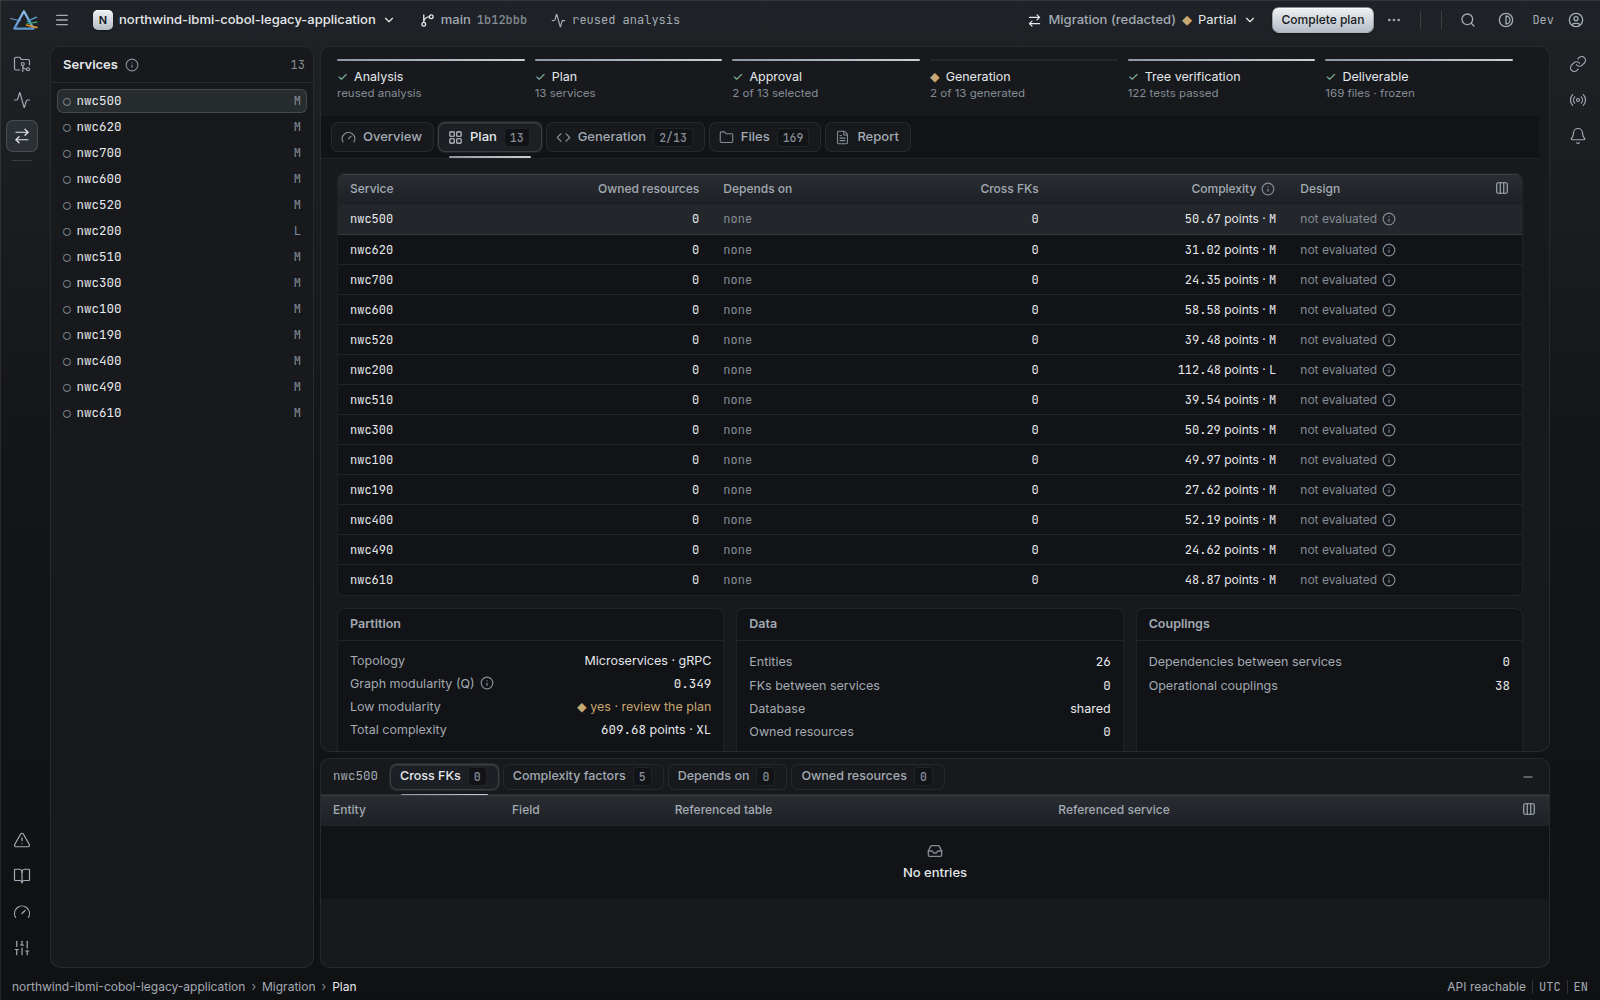 N northwind-ibmi-cobol-legacy-application main 1b12bbb reused analysis Migration (redacted) Partial Complete plan Dev
Services 13
nwc500 M
nwc620 M
nwc700 M
nwc600 M
nwc520 M
nwc200 L
nwc510 M
nwc300 M
nwc100 M
nwc190 M
nwc400 M
nwc490 M
nwc610 M
Analysis Plan Approval Generation Tree verification Deliverable
reused analysis 13 services 2 of 13 selected 2 of 13 generated 122 tests passed 169 files · frozen
Overview Plan 13 Generation 2/13 Files 169 Report
Service Owned resources Depends on Cross FKs Complexity Design
nwc500 0 none 0 50.67 points · M not evaluated
nwc620 0 none 0 31.02 points · M not evaluated
nwc700 0 none 0 24.35 points · M not evaluated
nwc600 0 none 0 58.58 points · M not evaluated
nwc520 0 none 0 39.48 points · M not evaluated
nwc200 0 none 0 112.48 points · L not evaluated
nwc510 0 none 0 39.54 points · M not evaluated
nwc300 0 none 0 50.29 points · M not evaluated
nwc100 0 none 0 49.97 points · M not evaluated
nwc190 0 none 0 27.62 points · M not evaluated
nwc400 0 none 0 52.19 points · M not evaluated
nwc490 0 none 0 24.62 points · M not evaluated
nwc610 0 none 0 48.87 points · M not evaluated
Partition
Topology Microservices · gRPC
Graph modularity (Q) 0.349
Low modularity yes · review the plan
Total complexity 609.68 points · XL
Data
Entities 26
FKs between services 0
Database shared
Owned resources 0
Couplings
Dependencies between services 0
Operational couplings 38
nwc500 Cross FKs 0 Complexity factors 5 Depends on 0 Owned resources 0
Entity Field Referenced table Referenced service
No entries
northwind-ibmi-cobol-legacy-application › Migration › Plan API reachable UTC EN